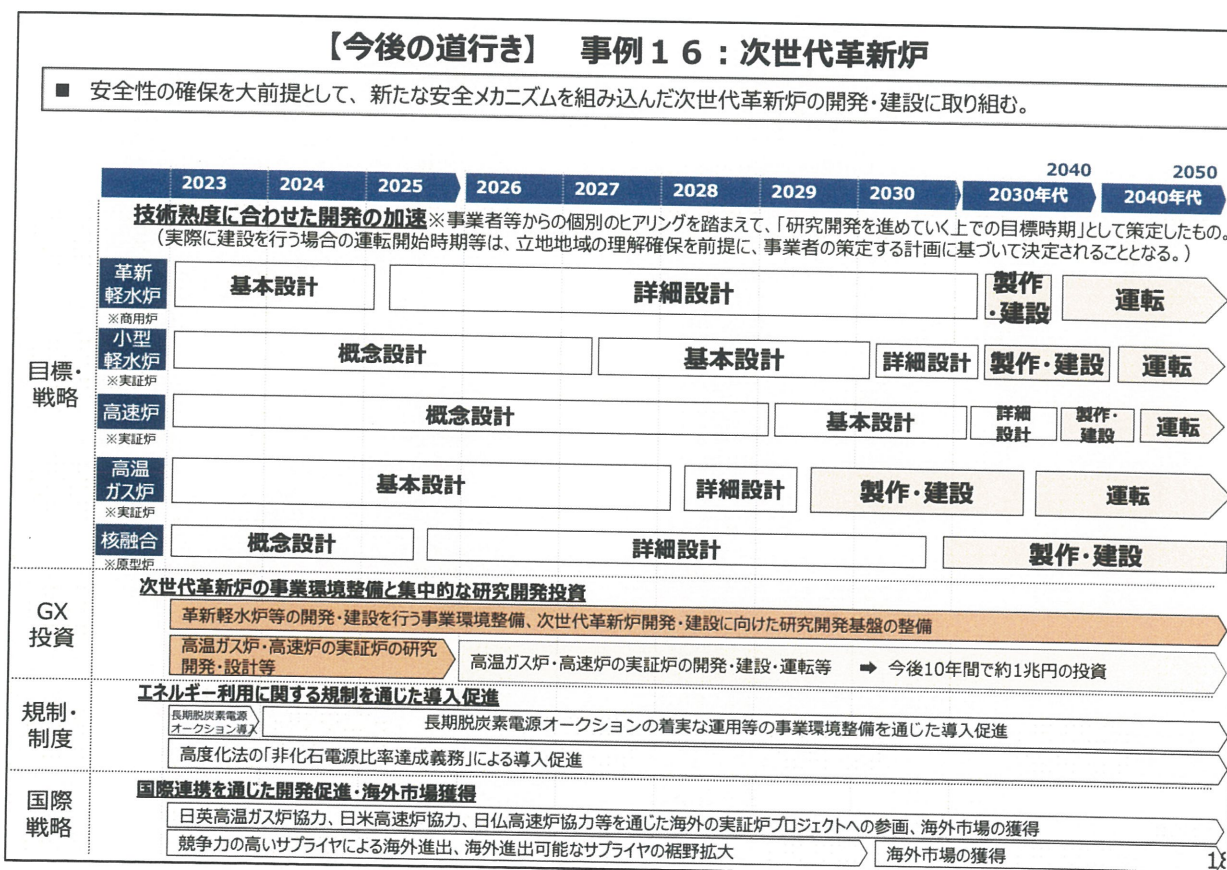 【今後の道行き】　事例１６：次世代革新炉
■ 安全性の確保を大前提として、新たな安全メカニズムを組み込んだ次世代革新炉の開発・建設に取り組む。
2040 2050
2023 2024 2025 2026 2027 2028 2029 2030 2030年代 2040年代
目標・
戦略
技術熟度に合わせた開発の加速※事業者等からの個別のヒアリングを踏まえて、「研究開発を進めていく上での目標時期」として策定したもの。
（実際に建設を行う場合の運転開始時期等は、立地地域の理解確保を前提に、事業者の策定する計画に基づいて決定されることとなる。）
革新
軽水炉
※商用炉
基本設計 詳細設計 製作
・建設 運転
小型
軽水炉
※実証炉
概念設計 基本設計 詳細設計 製作・建設 運転
高速炉
※実証炉
概念設計 基本設計 詳細
設計 製作・
建設 運転
高温
ガス炉
※実証炉
基本設計 詳細設計 製作・建設 運転
核融合
※原型炉
概念設計 詳細設計 製作・建設
GX
投資
次世代革新炉の事業環境整備と集中的な研究開発投資
革新軽水炉等の開発・建設を行う事業環境整備、次世代革新炉開発・建設に向けた研究開発基盤の整備
高温ガス炉・高速炉の実証炉の研究
開発・設計等
高温ガス炉・高速炉の実証炉の開発・建設・運転等 ➡ 今後10年間で約1兆円の投資
規制・
制度
エネルギー利用に関する規制を通じた導入促進
長期脱炭素電源
オークション導入
長期脱炭素電源オークションの着実な運用等の事業環境整備を通じた導入促進
高度化法の「非化石電源比率達成義務」による導入促進
国際
戦略
国際連携を通じた開発促進・海外市場獲得
日英高温ガス炉協力、日米高速炉協力、日仏高速炉協力等を通じた海外の実証炉プロジェクトへの参画、海外市場の獲得
競争力の高いサプライヤによる海外進出、海外進出可能なサプライヤの裾野拡大 海外市場の獲得
18